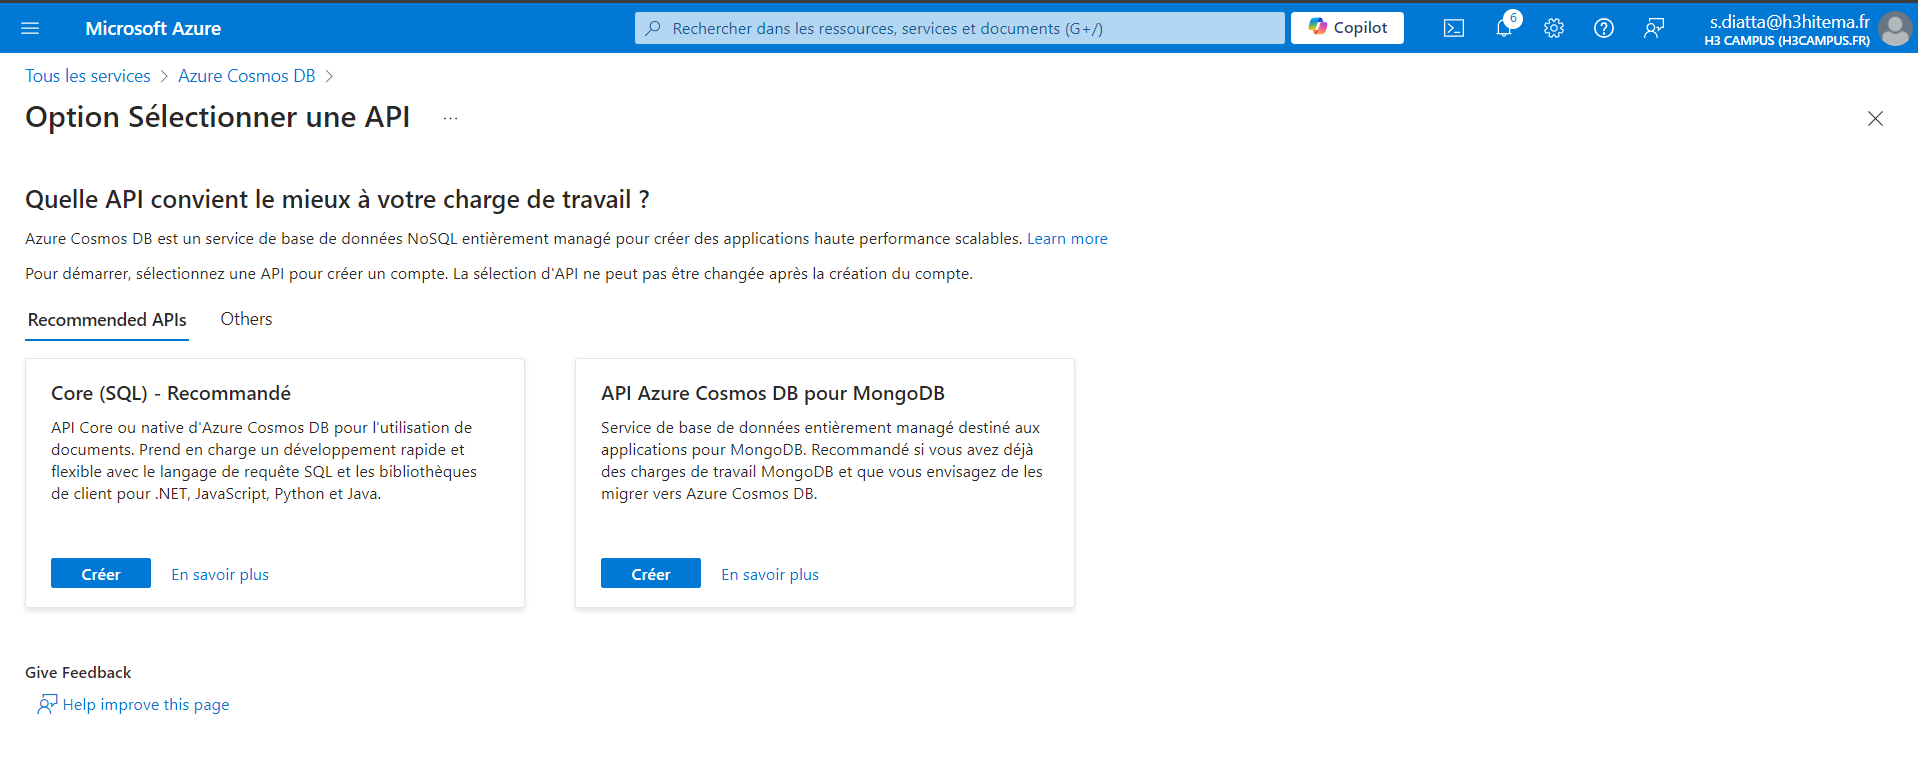 Microsoft Azure
Rechercher dans les ressources, services et documents (G+/)
Copilot
6
s.diatta@h3hitema.fr
H3 CAMPUS (H3CAMPUS.FR)
Tous les services > Azure Cosmos DB >
Option Sélectionner une API ...
Quelle API convient le mieux à votre charge de travail ?
Azure Cosmos DB est un service de base de données NoSQL entièrement managé pour créer des applications haute performance scalables. Learn more
Pour démarrer, sélectionnez une API pour créer un compte. La sélection d'API ne peut pas être changée après la création du compte.
Recommended APIs Others
Core (SQL) - Recommandé
API Core ou native d'Azure Cosmos DB pour l'utilisation de
documents. Prend en charge un développement rapide et
flexible avec le langage de requête SQL et les bibliothèques
de client pour .NET, JavaScript, Python et Java.
Créer En savoir plus
API Azure Cosmos DB pour MongoDB
Service de base de données entièrement managé destiné aux
applications pour MongoDB. Recommandé si vous avez déjà
des charges de travail MongoDB et que vous envisagez de les
migrer vers Azure Cosmos DB.
Créer En savoir plus
Give Feedback
Help improve this page